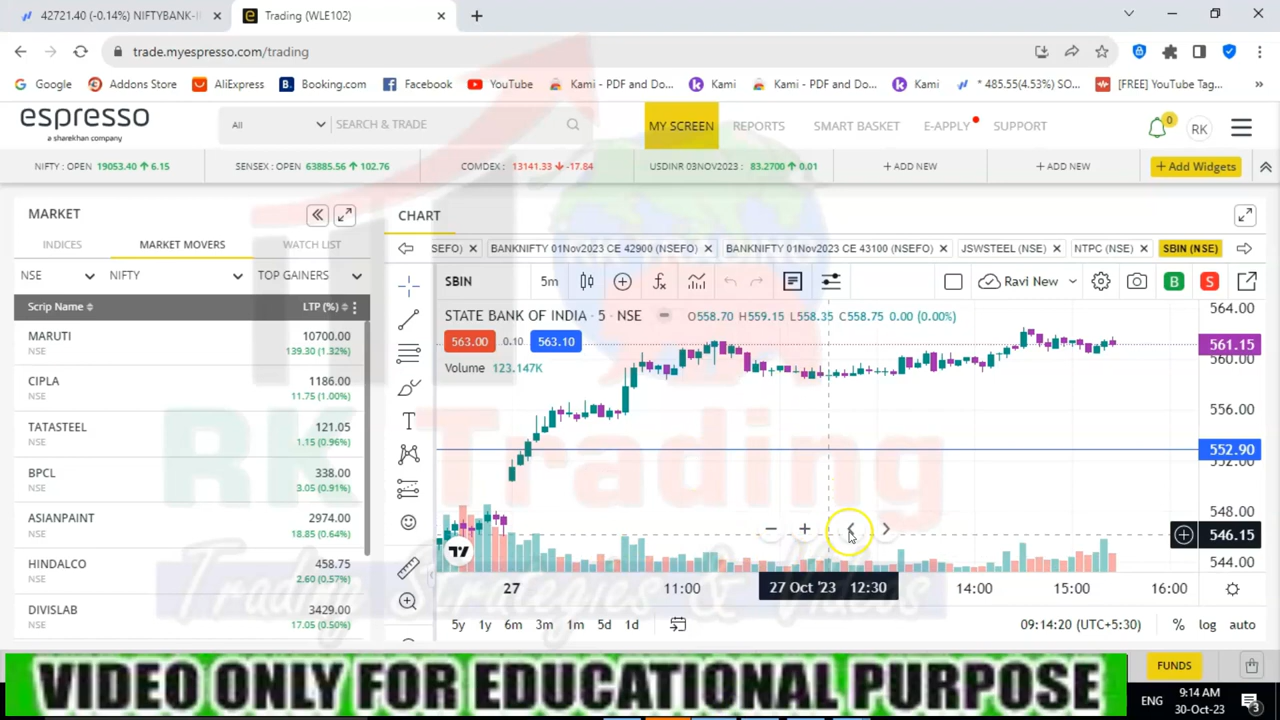 42721.40 (-0.14%) NIFTYBANK-I
Trading (WLE102)
trade.myespresso.com/trading
Google Addons Store AliExpress Booking.com Facebook YouTube Kami - PDF and Do... Kami Kami - PDF and Do... Kami * 485.55(4.53%) SO... [FREE] YouTube Tag...
espresso
a sharekhan company
All SEARCH & TRADE
MY SCREEN REPORTS SMART BASKET E-APPLY SUPPORT 0 RK
NIFTY : OPEN 19053.40 6.15 SENSEX : OPEN 63885.56 102.76 COMDEX : 13141.33 -17.84 USDINR 03NOV2023 : 83.2700 0.01 + ADD NEW + ADD NEW + Add Widgets
MARKET
INDICES MARKET MOVERS WATCH LIST
NSE NIFTY TOP GAINERS
Scrip Name LTP (%)
MARUTI 10700.00
NSE 139.30 (1.32%)
CIPLA 1186.00
NSE 11.75 (1.00%)
TATASTEEL 121.05
NSE 1.15 (0.96%)
BPCL 338.00
NSE 3.05 (0.91%)
ASIANPAINT 2974.00
NSE 18.85 (0.64%)
HINDALCO 458.75
NSE 2.60 (0.57%)
DIVISLAB 3429.00
NSE 17.05 (0.50%)
CHART
SEFO) BANKNIFTY 01Nov2023 CE 42900 (NSEFO) BANKNIFTY 01Nov2023 CE 43100 (NSEFO) JSWSTEEL (NSE) NTPC (NSE) SBIN (NSE)
SBIN 5m Ravi New B S
STATE BANK OF INDIA · 5 · NSE O558.70 H559.15 L558.35 C558.75 0.00 (0.00%)
563.00 0.10 563.10
Volume 123.147K
564.00
561.15
560.00
556.00
552.90
552.00
548.00
546.15
544.00
27 11:00 27 Oct '23 12:30 14:00 15:00 16:00
5y 1y 6m 3m 1m 5d 1d 09:14:20 (UTC+5:30) % log auto
RK Trading
Trading Strategies & Videos
FUNDS
VIDEO ONLY FOR EDUCATIONAL PURPOSE
ENG 9:14 AM
30-Oct-23 3